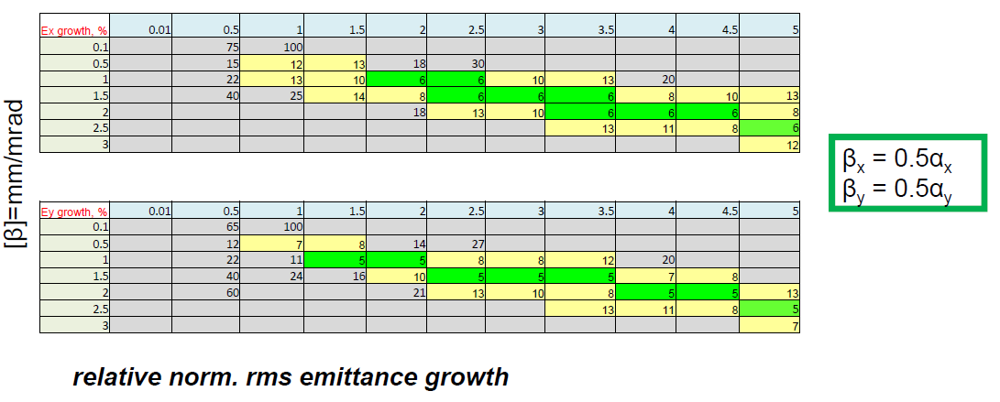 Ex growth, % 0.01 0.5 1 1.5 2 2.5 3 3.5 4 4.5 5
0.1 75 100
0.5 15 12 13 18 30
1 22 13 10 6 6 10 13 20
1.5 40 25 14 8 6 6 6 8 10 13
2 18 13 10 6 6 6 8
2.5 13 11 8 6
3 12
[β]=mm/mrad
βx = 0.5αx
βy = 0.5αy
Ey growth, % 0.01 0.5 1 1.5 2 2.5 3 3.5 4 4.5 5
0.1 65 100
0.5 12 7 8 14 27
1 22 11 5 5 8 8 12 20
1.5 40 24 16 10 5 5 5 7 8
2 60 21 13 10 8 5 5 13
2.5 13 11 8 5
3 7
relative norm. rms emittance growth